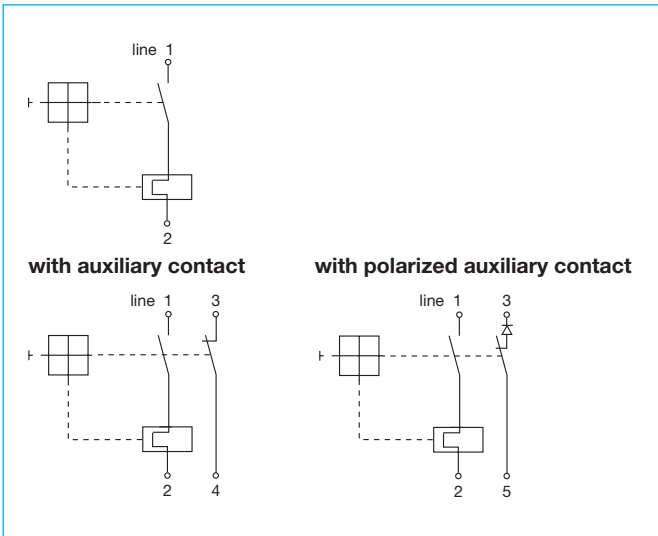 line 1
2
with auxiliary contact
with polarized auxiliary contact
line 1 3
line 1 3
2 4
2 5